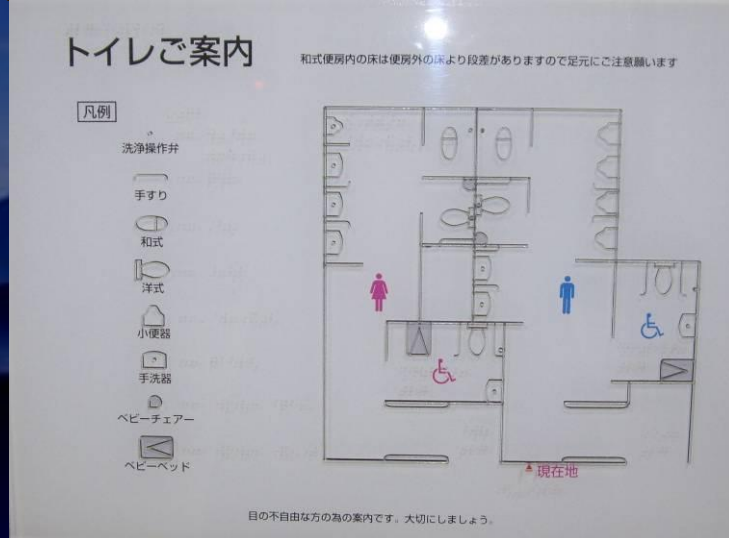 トイレご案内
和式便房内の床は便房外の床より段差がありますので足元にご注意願います
凡例
洗浄操作弁
手すり
和式
洋式
小便器
手洗器
ベビーチェアー
ベビーベッド
現在地
目の不自由な方の為の案内です。大切にしましょう。